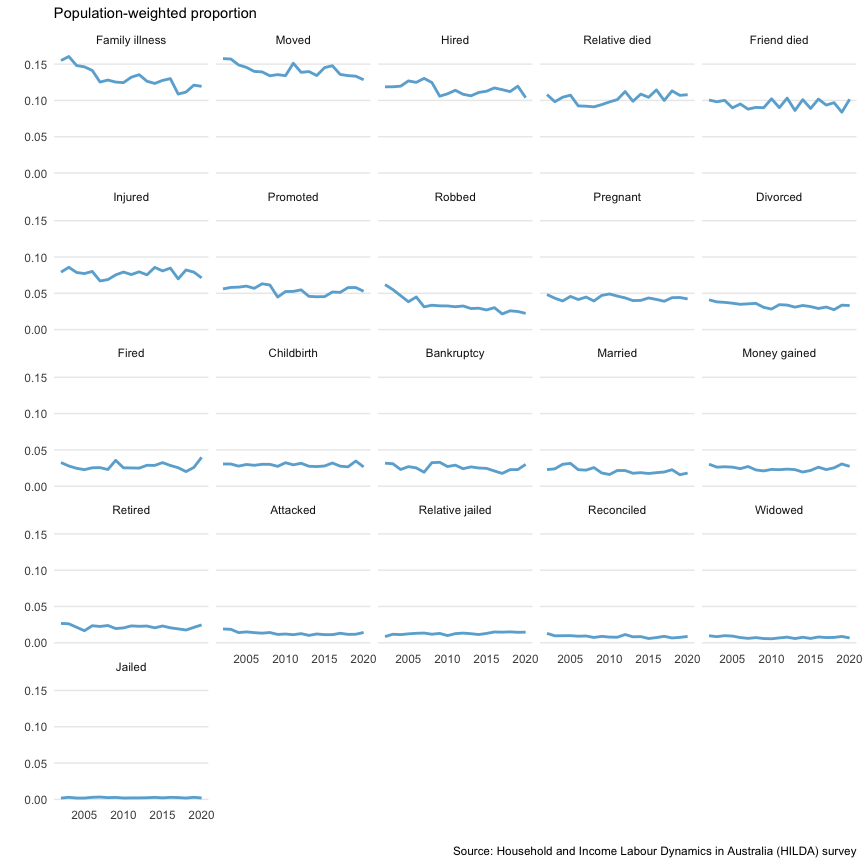 Population-weighted proportion
Family illness Moved Hired Relative died Friend died
0.15
0.10
0.05
0.00
Injured Promoted Robbed Pregnant Divorced
0.15
0.10
0.05
0.00
Fired Childbirth Bankruptcy Married Money gained
0.15
0.10
0.05
0.00
Retired Attacked Relative jailed Reconciled Widowed
0.15
0.10
0.05
0.00
2005 2010 2015 2020 2005 2010 2015 2020 2005 2010 2015 2020 2005 2010 2015 2020
Jailed
0.15
0.10
0.05
0.00
2005 2010 2015 2020
Source: Household and Income Labour Dynamics in Australia (HILDA) survey